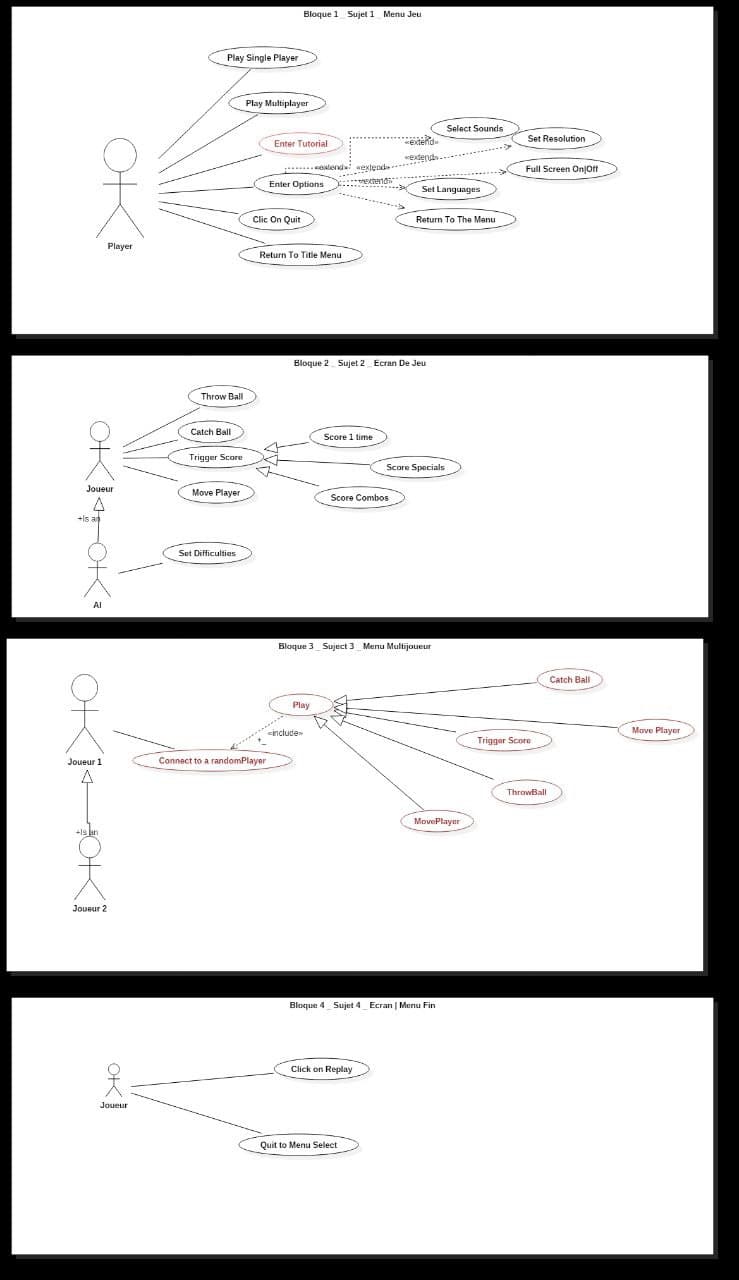 Bloque 1 _ Sujet 1 _ Menu Jeu
Play Single Player
Play Multiplayer
Select Sounds
Set Resolution
Enter Tutorial
«extend»
«extend»
«extend»
«extend»
Full Screen On|Off
Enter Options
«extend»
Set Languages
Clic On Quit
Return To The Menu
Player
Return To Title Menu
Bloque 2 _ Sujet 2 _ Ecran De Jeu
Throw Ball
Catch Ball
Score 1 time
Trigger Score
Score Specials
Joueur
Move Player
Score Combos
+Is an
Set Difficulties
AI
Bloque 3 _ Suject 3 _ Menu Multijoueur
Catch Ball
Play
Move Player
«include»
Trigger Score
+_
Joueur 1
Connect to a randomPlayer
ThrowBall
MovePlayer
+Is an
Joueur 2
Bloque 4 _ Sujet 4 _ Ecran | Menu Fin
Click on Replay
Joueur
Quit to Menu Select